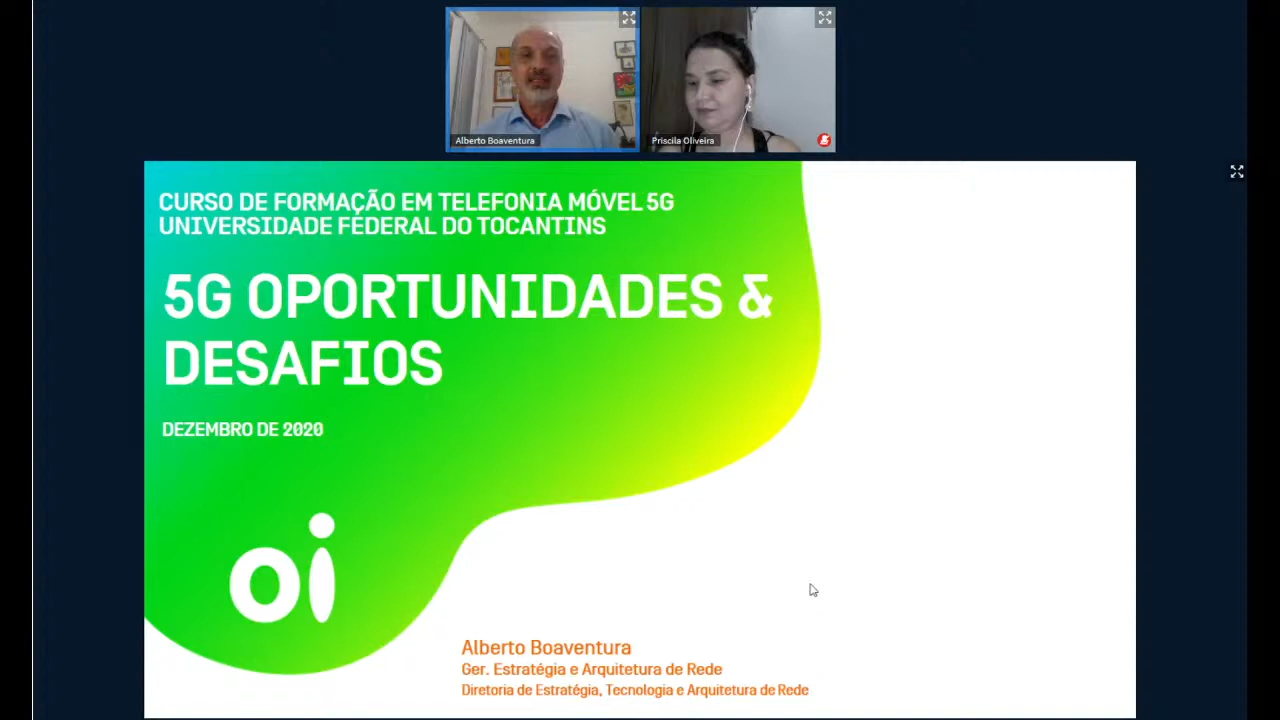 Alberto Boaventura
Priscila Oliveira
CURSO DE FORMAÇÃO EM TELEFONIA MÓVEL 5G
UNIVERSIDADE FEDERAL DO TOCANTINS
5G OPORTUNIDADES &
DESAFIOS
DEZEMBRO DE 2020
oi
Alberto Boaventura
Ger. Estratégia e Arquitetura de Rede
Diretoria de Estratégia, Tecnologia e Arquitetura de Rede